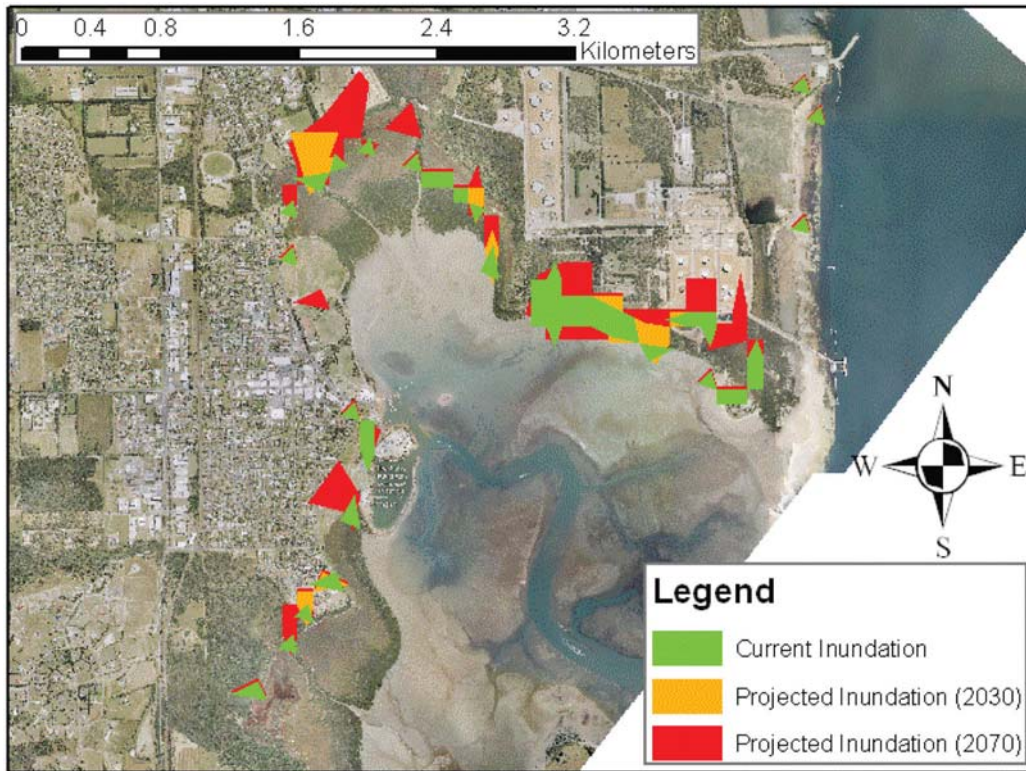 0 0.4 0.8 1.6 2.4 3.2
Kilometers
N
W E
S
Legend
Current Inundation
Projected Inundation (2030)
Projected Inundation (2070)